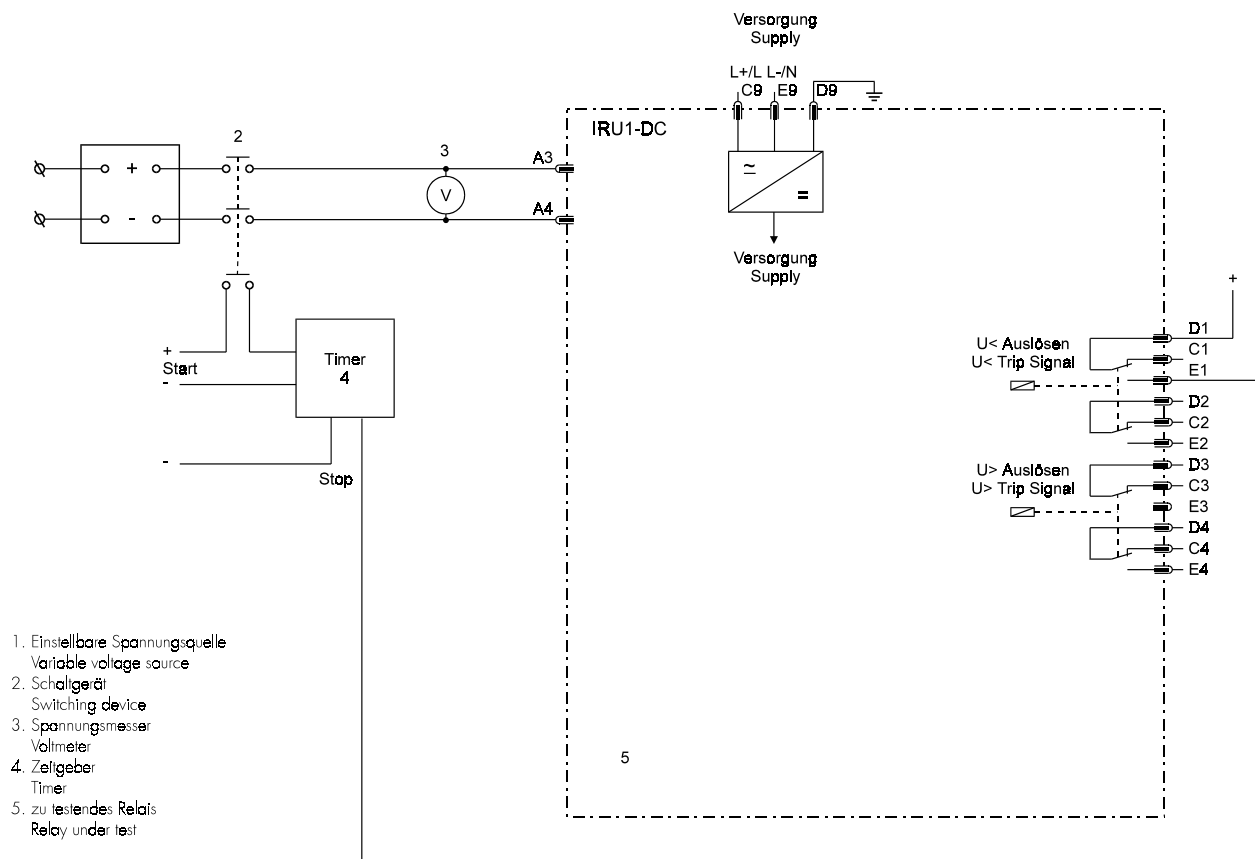 Versorgung
Supply
L+/L L-/N
C9 E9 D9
IRU1-DC
2
3
A3
+
V
≃
=
A4
-
Versorgung
Supply
+
D1
U< Auslösen
C1
U< Trip Signal
E1
+
Start
-
Timer
4
D2
C2
E2
-
Stop
U> Auslösen
D3
U> Trip Signal
C3
E3
D4
C4
E4
1. Einstellbare Spannungsquelle
Variable voltage source
2. Schaltgerät
Switching device
3. Spannungsmesser
Voltmeter
4. Zeitgeber
Timer
5. zu testendes Relais
Relay under test
5